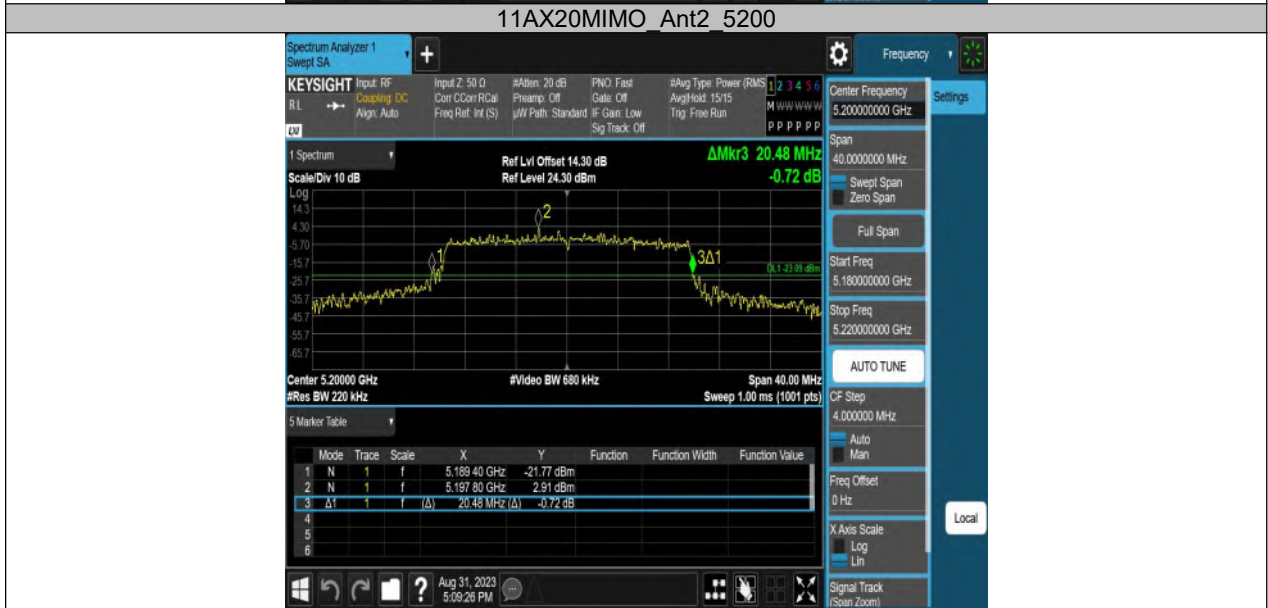 11AX20MIMO_Ant2_5200
Spectrum Analyzer 1
Swept SA
+
Frequency
KEYSIGHT
RL
LXI
Input: RF
Coupling: DC
Align: Auto
Input Z: 50 Ω
Corr CCorr RCal
Freq Ref: Int (S)
#Atten: 20 dB
Preamp: Off
µW Path: Standard
PNO: Fast
Gate: Off
IF Gain: Low
Sig Track: Off
#Avg Type: Power (RMS
Avg|Hold: 15/15
Trig: Free Run
1 2 3 4 5 6
M W W W W W
P P P P P P
Center Frequency
5.200000000 GHz
Settings
1 Spectrum
Scale/Div 10 dB
Ref Lvl Offset 14.30 dB
Ref Level 24.30 dBm
ΔMkr3 20.48 MHz
-0.72 dB
Span
40.0000000 MHz
Swept Span
Zero Span
Full Span
Start Freq
5.180000000 GHz
Stop Freq
5.220000000 GHz
AUTO TUNE
CF Step
4.000000 MHz
Auto
Man
Freq Offset
0 Hz
X Axis Scale
Log
Lin
Signal Track
(Span Zoom)
Local
Log
14.3
4.30
-5.70
-15.7
-25.7
-35.7
-45.7
-55.7
-65.7
1
2
3Δ1
DL1 -23.09 dBm
Center 5.20000 GHz
#Res BW 220 kHz
#Video BW 680 kHz
Span 40.00 MHz
Sweep 1.00 ms (1001 pts)
5 Marker Table
Mode Trace Scale X Y Function Function Width Function Value
1 N 1 f 5.189 40 GHz -21.77 dBm
2 N 1 f 5.197 80 GHz 2.91 dBm
3 Δ1 1 f (Δ) 20.48 MHz (Δ) -0.72 dB
4
5
6
?
Aug 31, 2023
5:09:26 PM